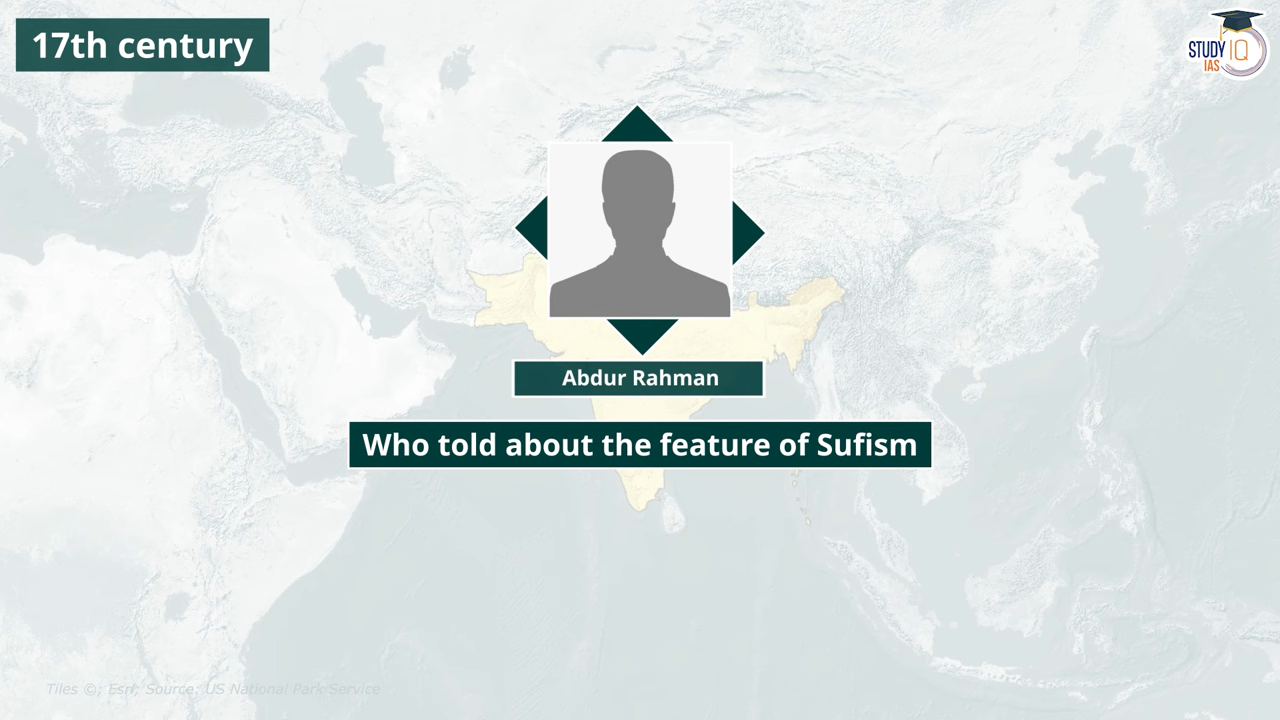 17th century
STUDY IQ
IAS
Abdur Rahman
Who told about the feature of Sufism
Tiles ©; Esri; Source: US National Park Service